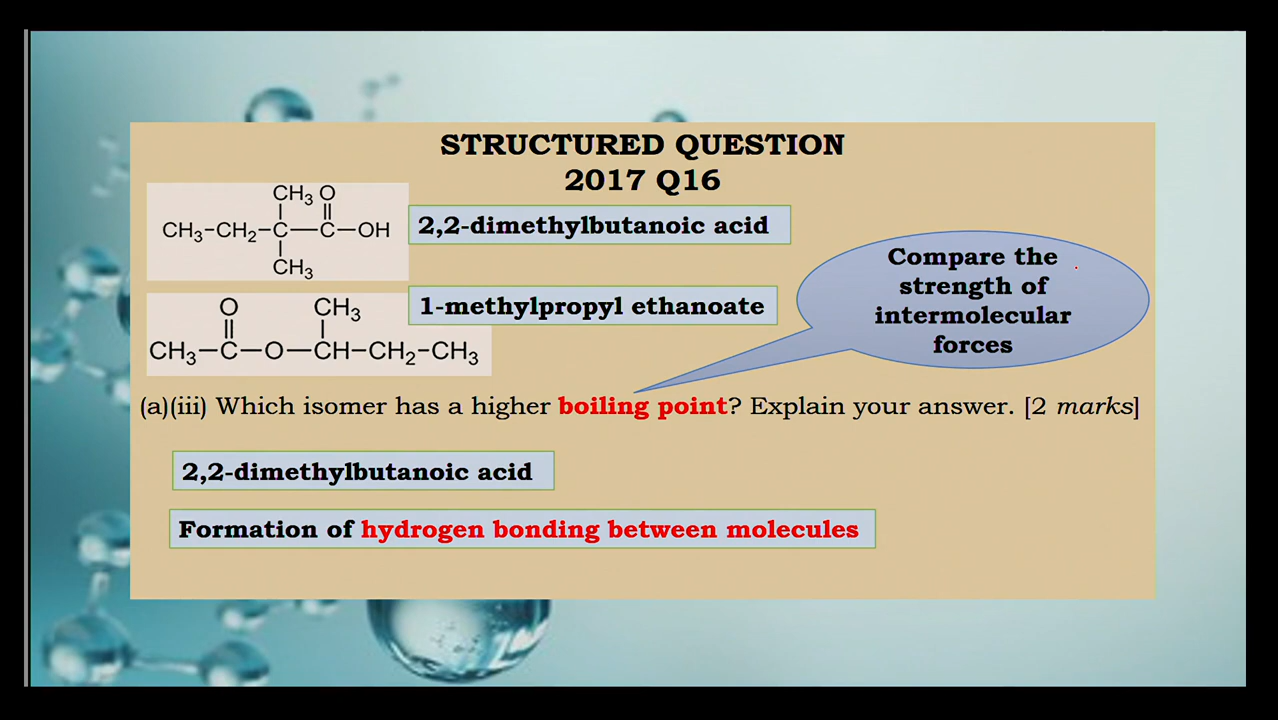 STRUCTURED QUESTION
2017 Q16
CH3 O
CH3-CH2-C-C-OH
CH3
2,2-dimethylbutanoic acid
O CH3
CH3-C-O-CH-CH2-CH3
1-methylpropyl ethanoate
Compare the
strength of
intermolecular
forces
(a)(iii) Which isomer has a higher boiling point? Explain your answer. [2 marks]
2,2-dimethylbutanoic acid
Formation of hydrogen bonding between molecules